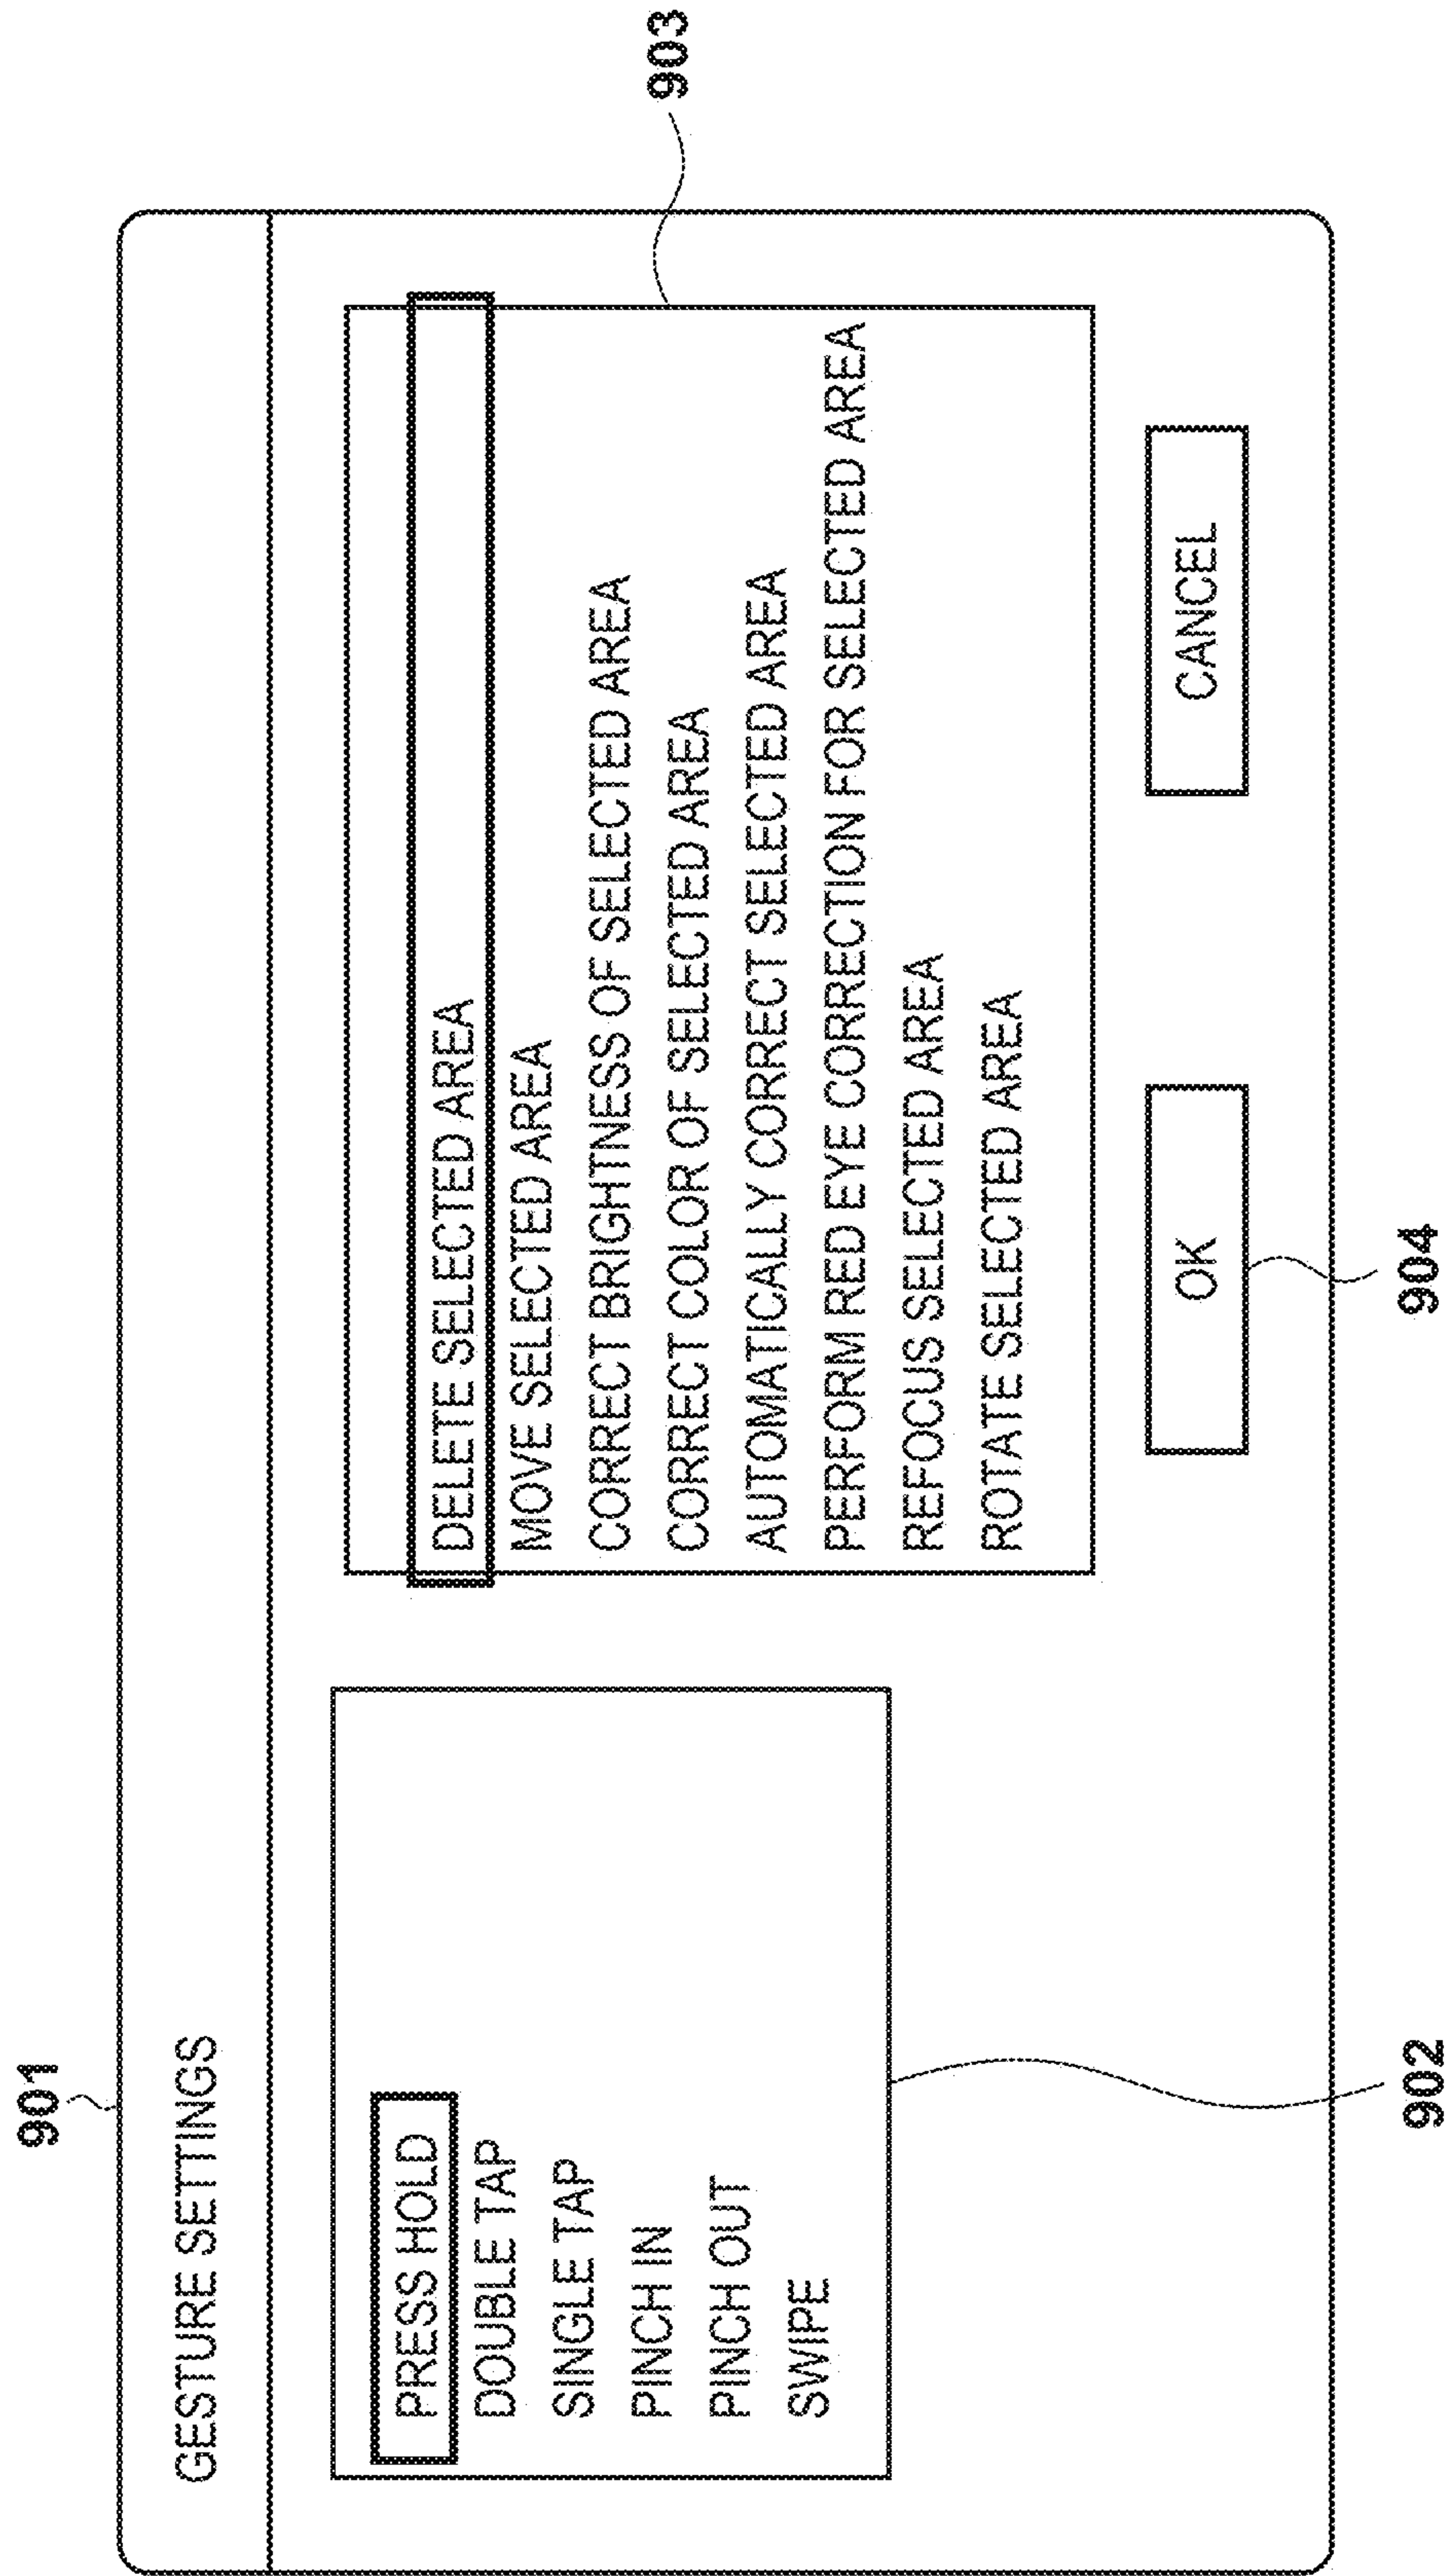 901
GESTURE SETTINGS
PRESS HOLD
DOUBLE TAP
SINGLE TAP
PINCH IN
PINCH OUT
SWIPE
902
DELETE SELECTED AREA
MOVE SELECTED AREA
CORRECT BRIGHTNESS OF SELECTED AREA
CORRECT COLOR OF SELECTED AREA
AUTOMATICALLY CORRECT SELECTED AREA
PERFORM RED EYE CORRECTION FOR SELECTED AREA
REFOCUS SELECTED AREA
ROTATE SELECTED AREA
903
OK
CANCEL
904